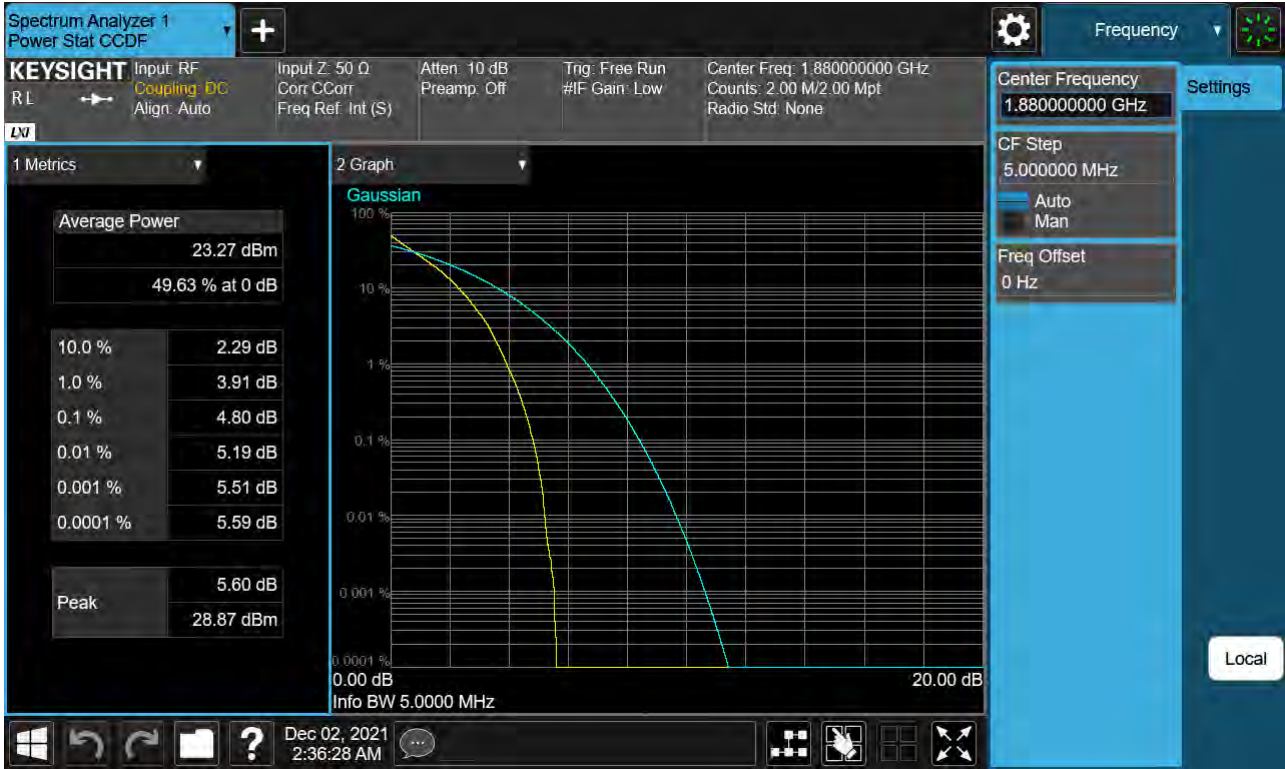 Spectrum Analyzer 1
Power Stat CCDF
+
Frequency
KEYSIGHT
R L
LXI
Input: RF
Coupling: DC
Align: Auto
Input Z: 50 Ω
Corr CCorr
Freq Ref: Int (S)
Atten: 10 dB
Preamp: Off
Trig: Free Run
#IF Gain: Low
Center Freq: 1.880000000 GHz
Counts: 2.00 M/2.00 Mpt
Radio Std: None
1 Metrics
Average Power
23.27 dBm
49.63 % at 0 dB
10.0 % 2.29 dB
1.0 % 3.91 dB
0.1 % 4.80 dB
0.01 % 5.19 dB
0.001 % 5.51 dB
0.0001 % 5.59 dB
Peak
5.60 dB
28.87 dBm
2 Graph
Gaussian
100 %
10 %
1 %
0.1 %
0.01 %
0.001 %
0.0001 %
0.00 dB 20.00 dB
Info BW 5.0000 MHz
Center Frequency
1.880000000 GHz
CF Step
5.000000 MHz
Auto
Man
Freq Offset
0 Hz
Settings
Local
?
Dec 02, 2021
2:36:28 AM